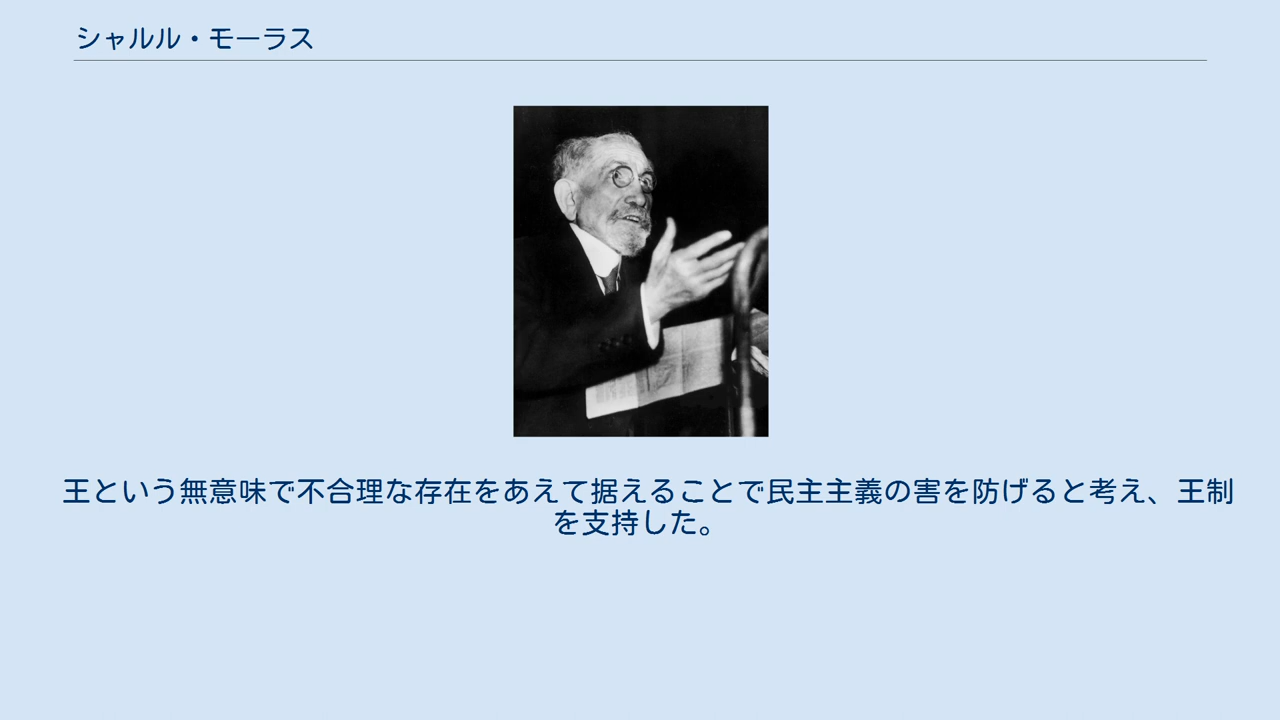 シャルル・モーラス
王という無意味で不合理な存在をあえて据えることで民主主義の害を防げると考え、王制
を支持した。